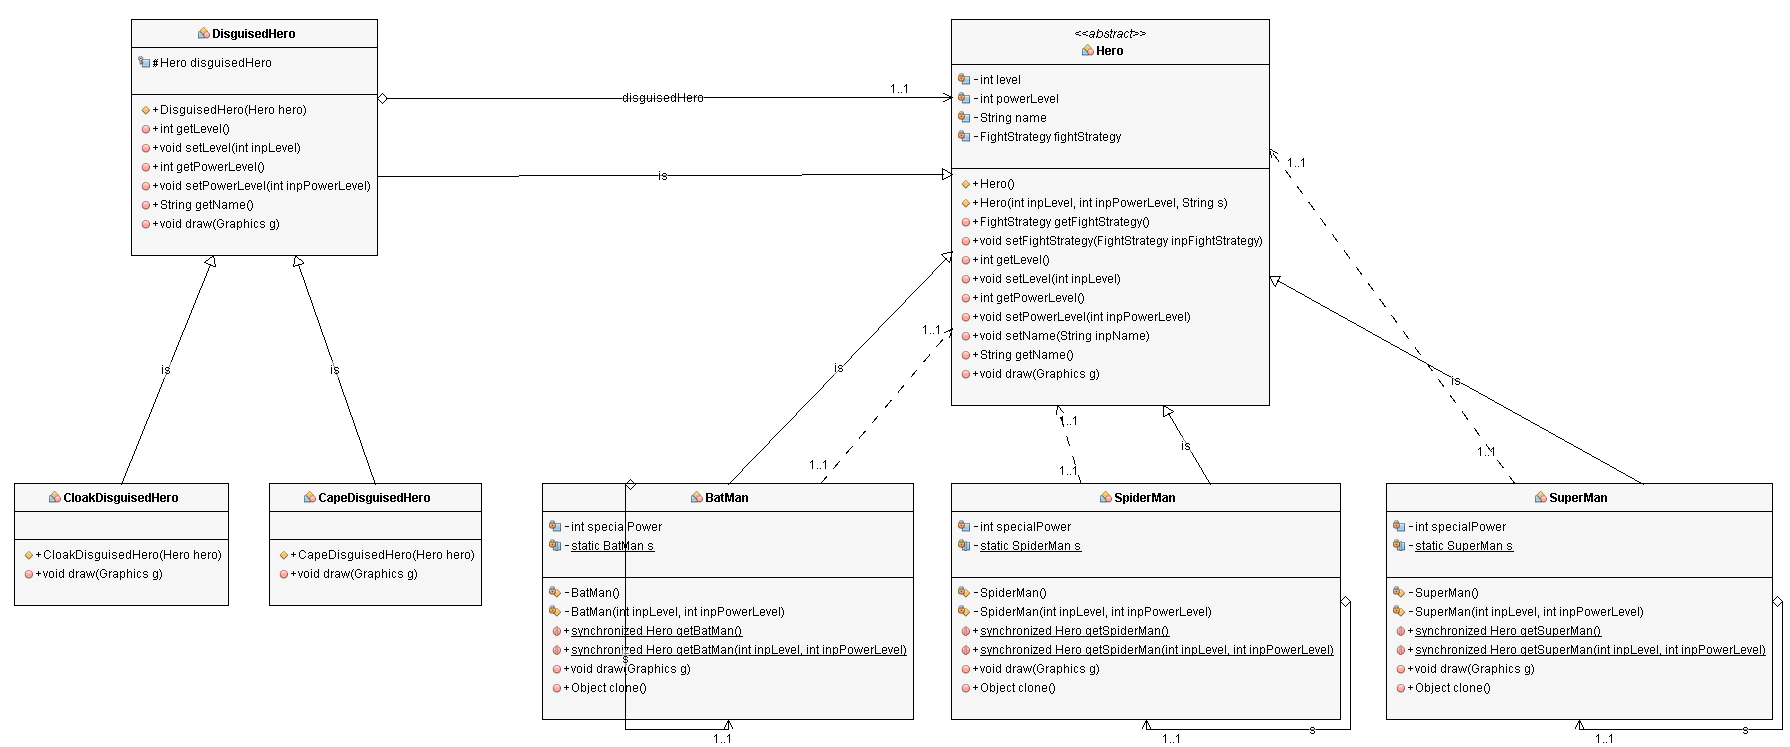 DisguisedHero
#Hero disguisedHero
+DisguisedHero(Hero hero)
+int getLevel()
+void setLevel(int inpLevel)
+int getPowerLevel()
+void setPowerLevel(int inpPowerLevel)
+String getName()
+void draw(Graphics g)
disguisedHero
1..1
is
<<abstract>>
Hero
-int level
-int powerLevel
-String name
-FightStrategy fightStrategy
+Hero()
+Hero(int inpLevel, int inpPowerLevel, String s)
+FightStrategy getFightStrategy()
+void setFightStrategy(FightStrategy inpFightStrategy)
+int getLevel()
+void setLevel(int inpLevel)
+int getPowerLevel()
+void setPowerLevel(int inpPowerLevel)
+void setName(String inpName)
+String getName()
+void draw(Graphics g)
1..1
is
is
is
1..1
1..1
1..1
1..1
is
is
1..1
CloakDisguisedHero
+CloakDisguisedHero(Hero hero)
+void draw(Graphics g)
CapeDisguisedHero
+CapeDisguisedHero(Hero hero)
+void draw(Graphics g)
BatMan
-int specialPower
-static BatMan s
-BatMan()
-BatMan(int inpLevel, int inpPowerLevel)
+synchronized Hero getBatMan()
+synchronized Hero getBatMan(int inpLevel, int inpPowerLevel)
+void draw(Graphics g)
+Object clone()
s
1..1
SpiderMan
-int specialPower
-static SpiderMan s
-SpiderMan()
-SpiderMan(int inpLevel, int inpPowerLevel)
+synchronized Hero getSpiderMan()
+synchronized Hero getSpiderMan(int inpLevel, int inpPowerLevel)
+void draw(Graphics g)
+Object clone()
1..1
s
SuperMan
-int specialPower
-static SuperMan s
-SuperMan()
-SuperMan(int inpLevel, int inpPowerLevel)
+synchronized Hero getSuperMan()
+synchronized Hero getSuperMan(int inpLevel, int inpPowerLevel)
+void draw(Graphics g)
+Object clone()
1..1
s